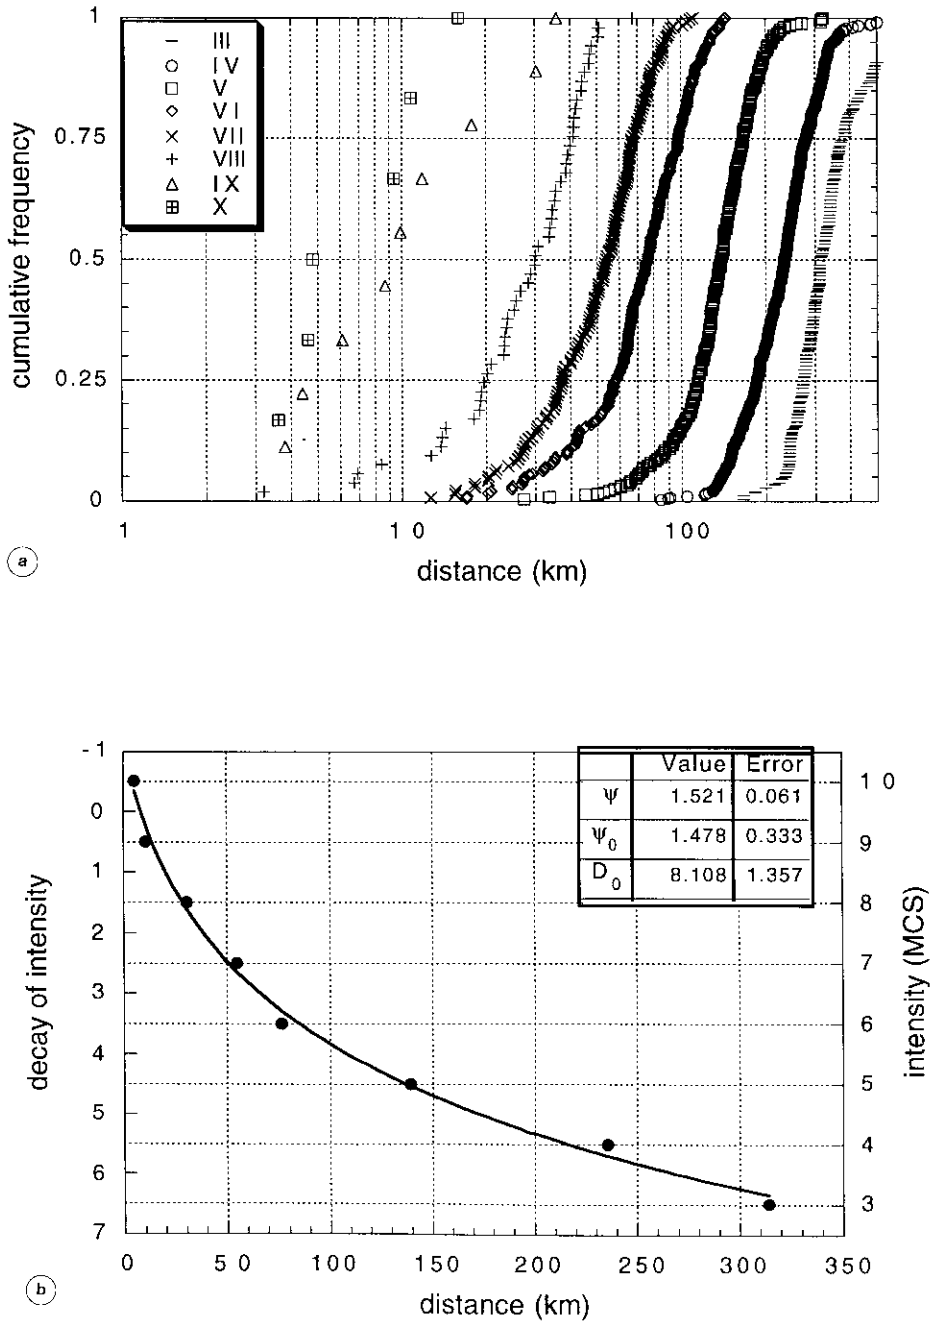 1
III
IV
V
VI
VII
VIII
IX
X
0.75
cumulative frequency
0.5
0.25
0
1
10
100
distance (km)
a
-1
0
1
2
3
4
5
6
7
decay of intensity
Value Error
ψ 1.521 0.061
ψ0 1.478 0.333
D0 8.108 1.357
10
9
8
7
6
5
4
3
intensity (MCS)
0 50 100 150 200 250 300 350
distance (km)
b